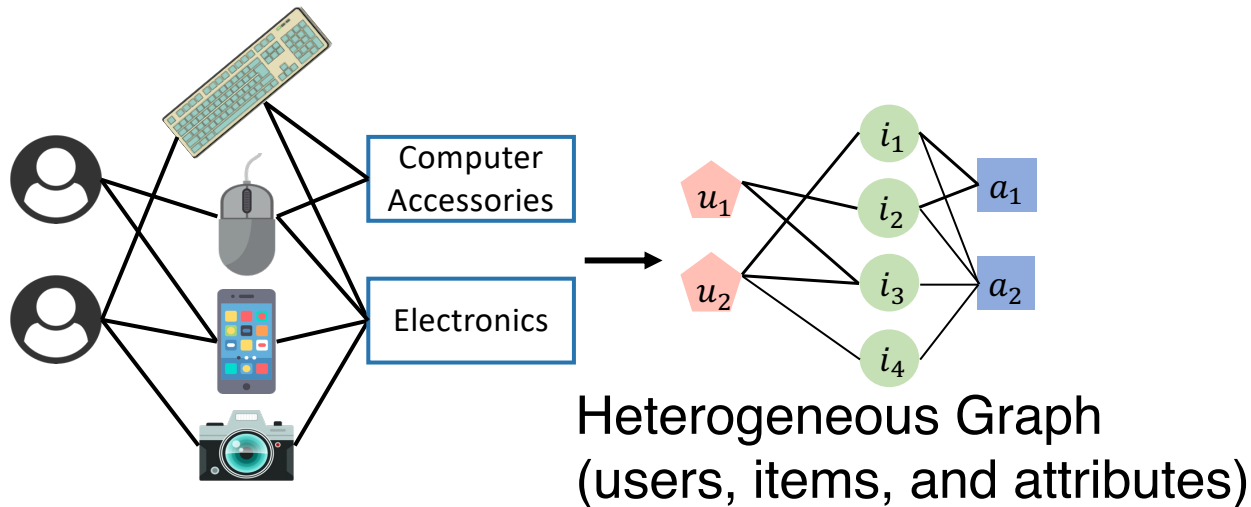 Computer
Accessories
Electronics
u₁
u₂
i₁
i₂
i₃
i₄
a₁
a₂
Heterogeneous Graph
(users, items, and attributes)